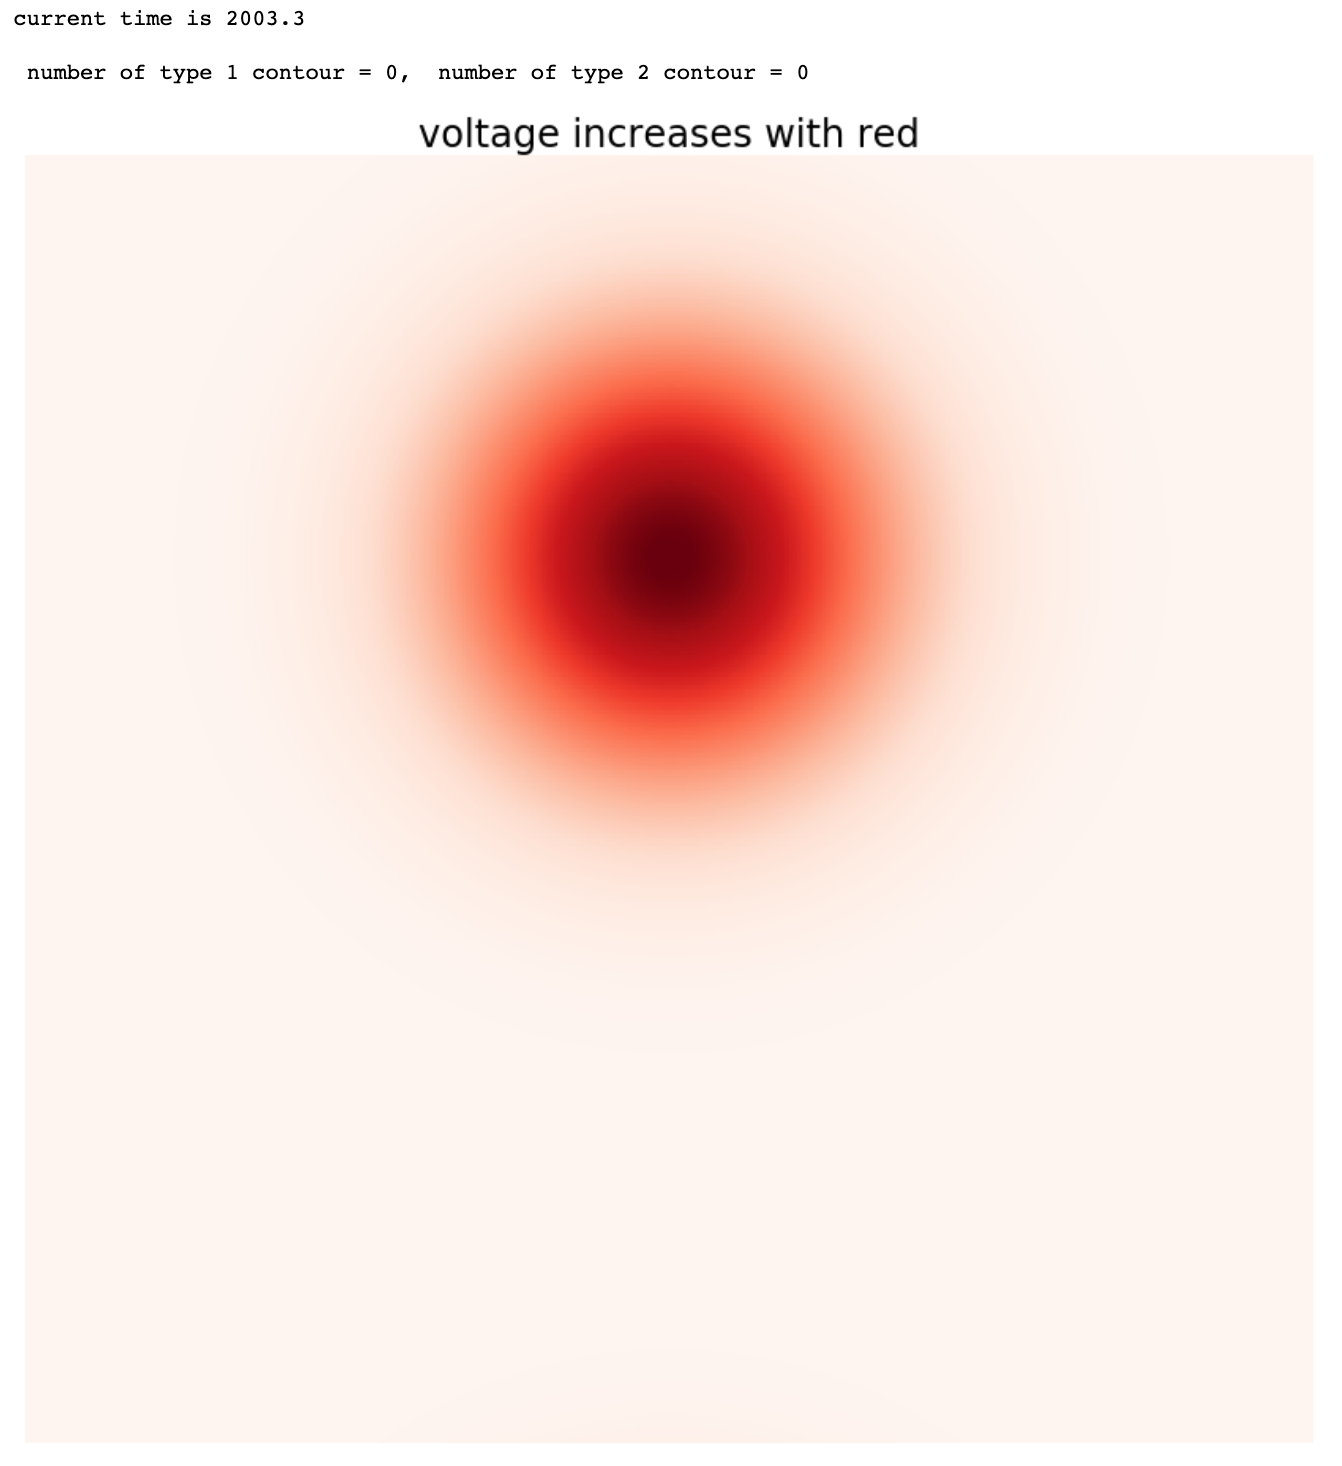 current time is 2003.3
number of type 1 contour = 0,  number of type 2 contour = 0
voltage increases with red